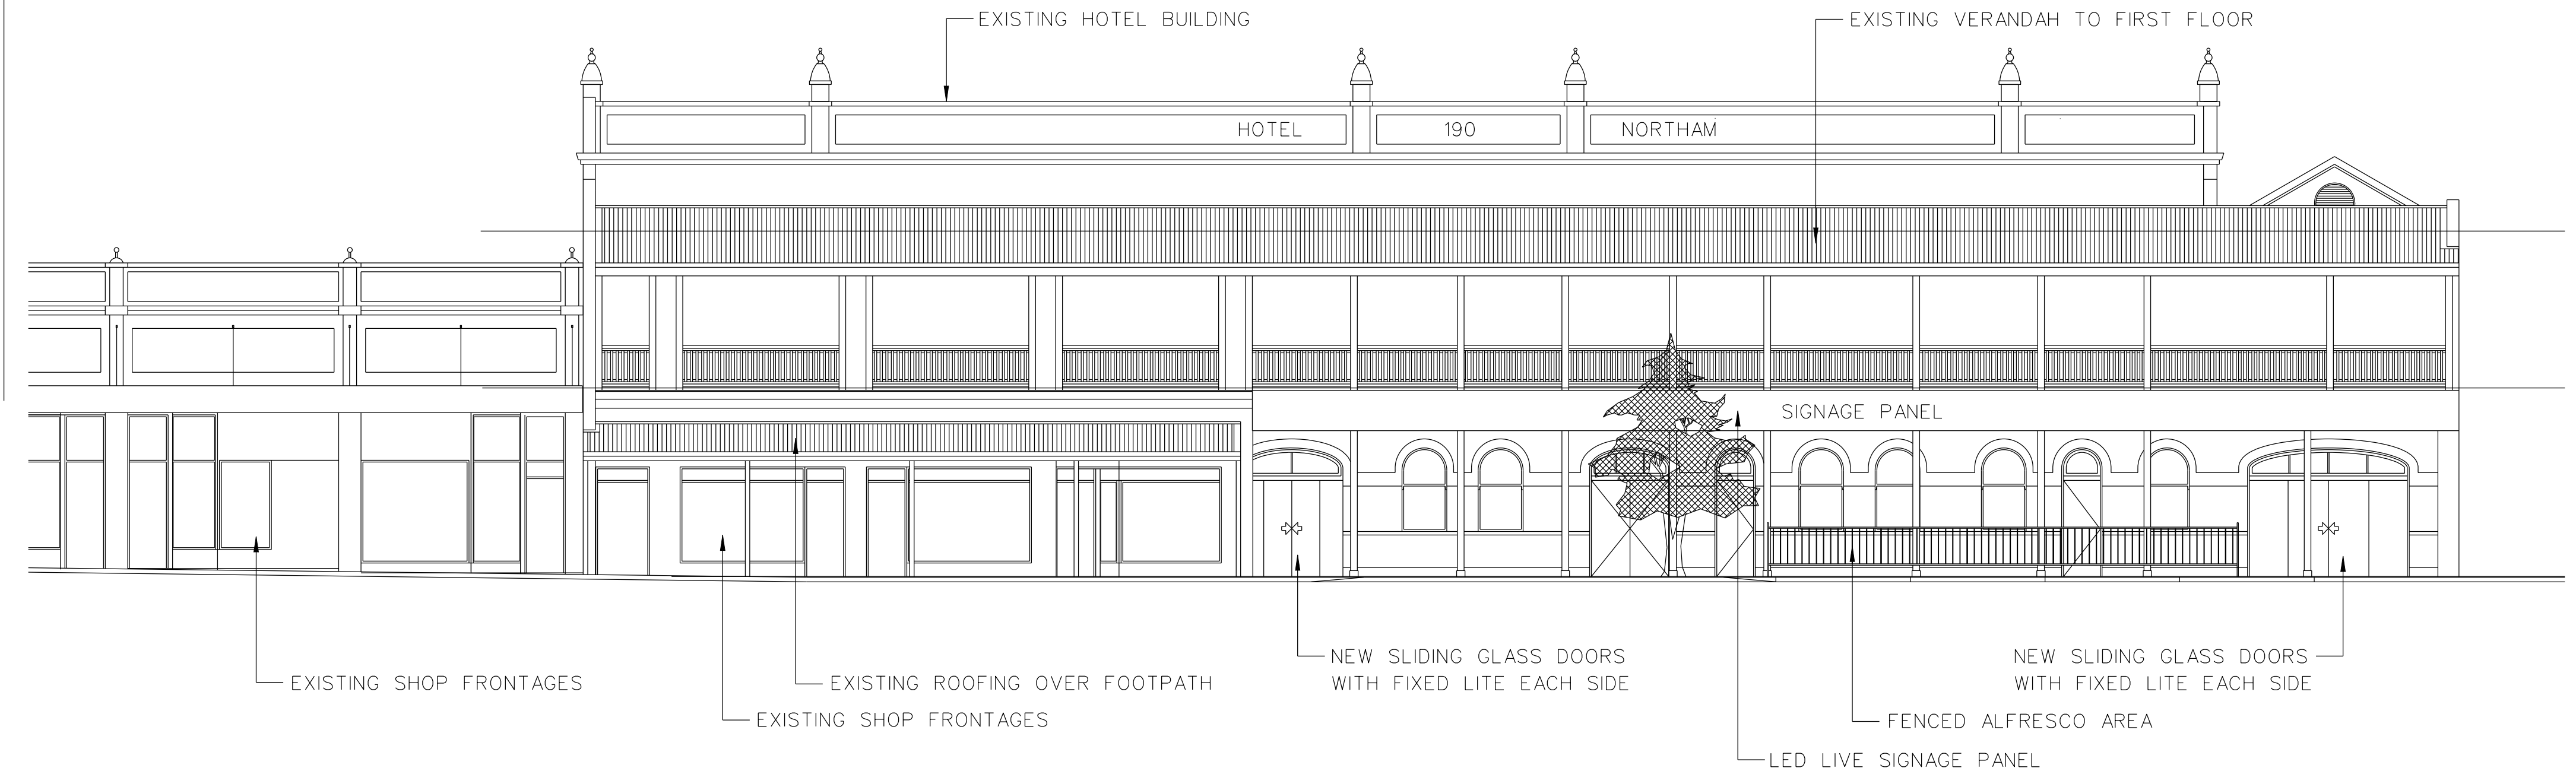 EXISTING HOTEL BUILDING
EXISTING VERANDAH TO FIRST FLOOR
HOTEL
190
NORTHAM
SIGNAGE PANEL
NEW SLIDING GLASS DOORS
WITH FIXED LITE EACH SIDE
NEW SLIDING GLASS DOORS
WITH FIXED LITE EACH SIDE
EXISTING SHOP FRONTAGES
EXISTING ROOFING OVER FOOTPATH
EXISTING SHOP FRONTAGES
FENCED ALFRESCO AREA
LED LIVE SIGNAGE PANEL